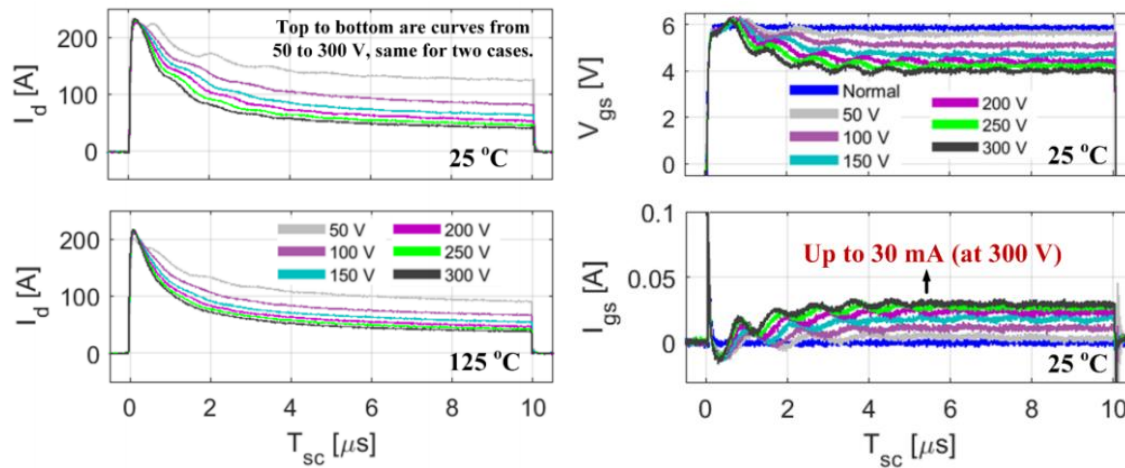 I_d [A]
200
100
0
Top to bottom are curves from
50 to 300 V, same for two cases.
25 °C
V_gs [V]
6
4
2
0
Normal
50 V
100 V
150 V
200 V
250 V
300 V
25 °C
I_d [A]
200
100
0
50 V
100 V
150 V
200 V
250 V
300 V
125 °C
0 2 4 6 8 10
T_sc [μs]
I_gs [A]
0.1
0.05
0
Up to 30 mA (at 300 V)
25 °C
0 2 4 6 8 10
T_sc [μs]